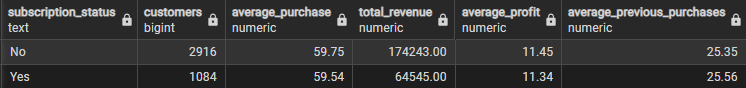 subscription_status customers average_purchase total_revenue average_profit average_previous_purchases
text bigint numeric numeric numeric numeric
No 2916 59.75 174243.00 11.45 25.35
Yes 1084 59.54 64545.00 11.34 25.56